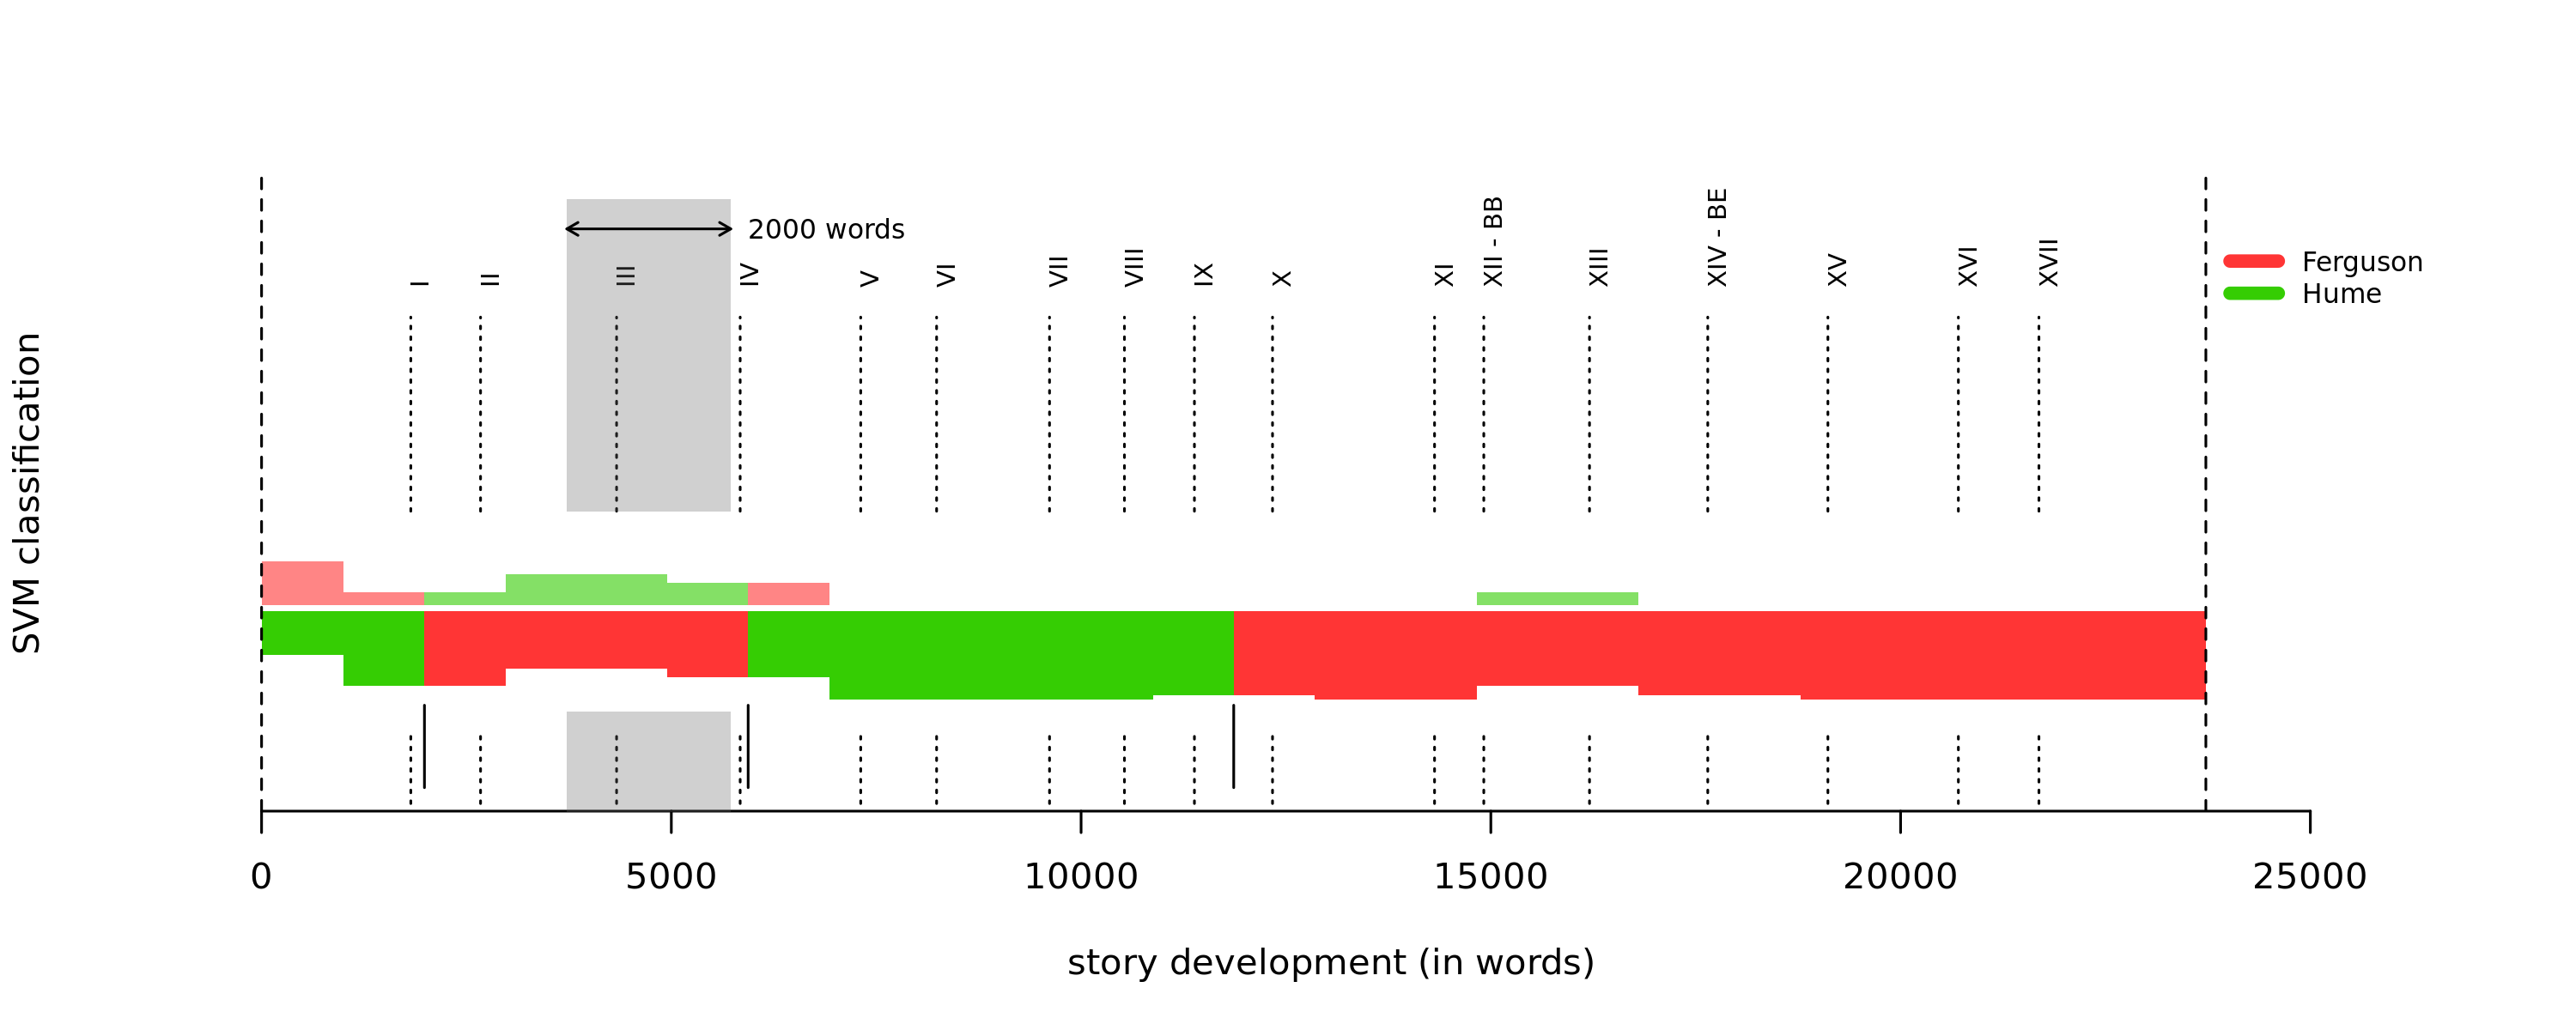 2000 words
I
II
III
IV
V
VI
VII
VIII
IX
X
XI
XII - BB
XIII
XIV - BE
XV
XVI
XVII
Ferguson
Hume
SVM classification
0
5000
10000
15000
20000
25000
story development (in words)